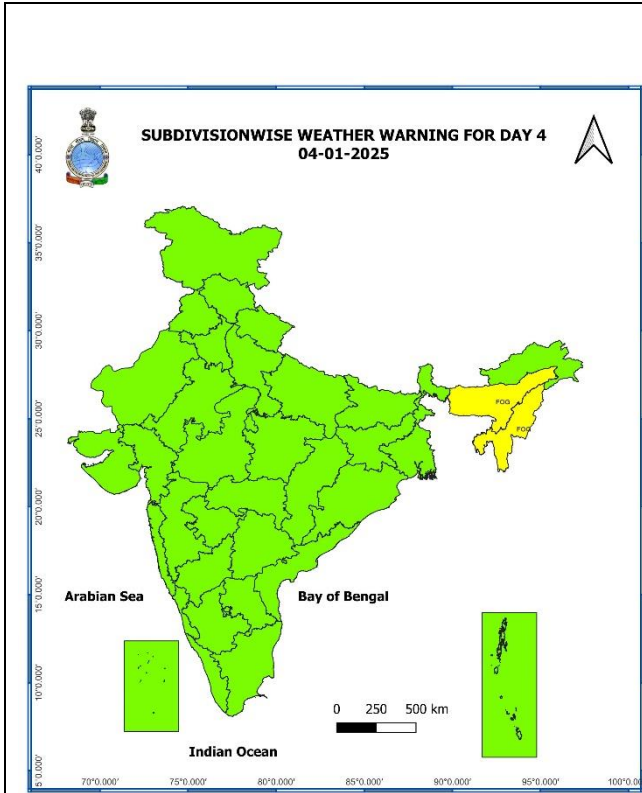 SUBDIVISIONWISE WEATHER WARNING FOR DAY 4
04-01-2025
40°0.000'
35°0.000'
30°0.000'
25°0.000'
20°0.000'
15°0.000'
10°0.000'
5°0.000'
FOG
FOG
Arabian Sea
Bay of Bengal
0 250 500 km
Indian Ocean
70°0.000' 75°0.000' 80°0.000' 85°0.000' 90°0.000' 95°0.000' 100°0.0